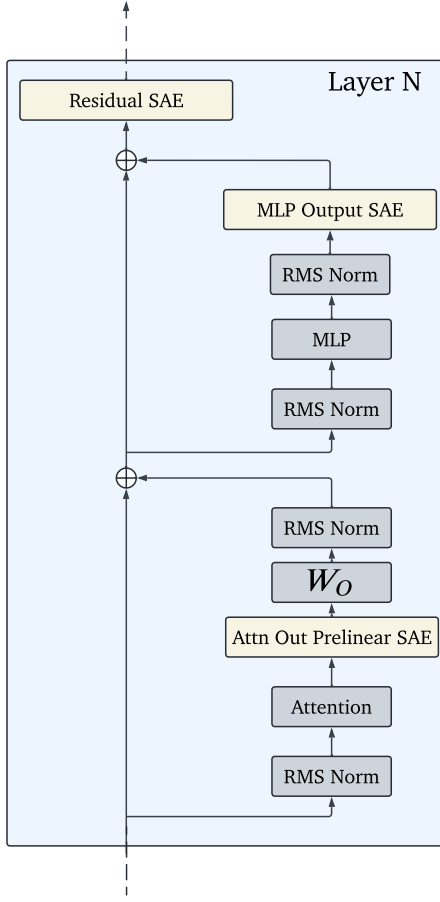 Layer N
Residual SAE
MLP Output SAE
RMS Norm
MLP
RMS Norm
RMS Norm
W_O
Attn Out Prelinear SAE
Attention
RMS Norm